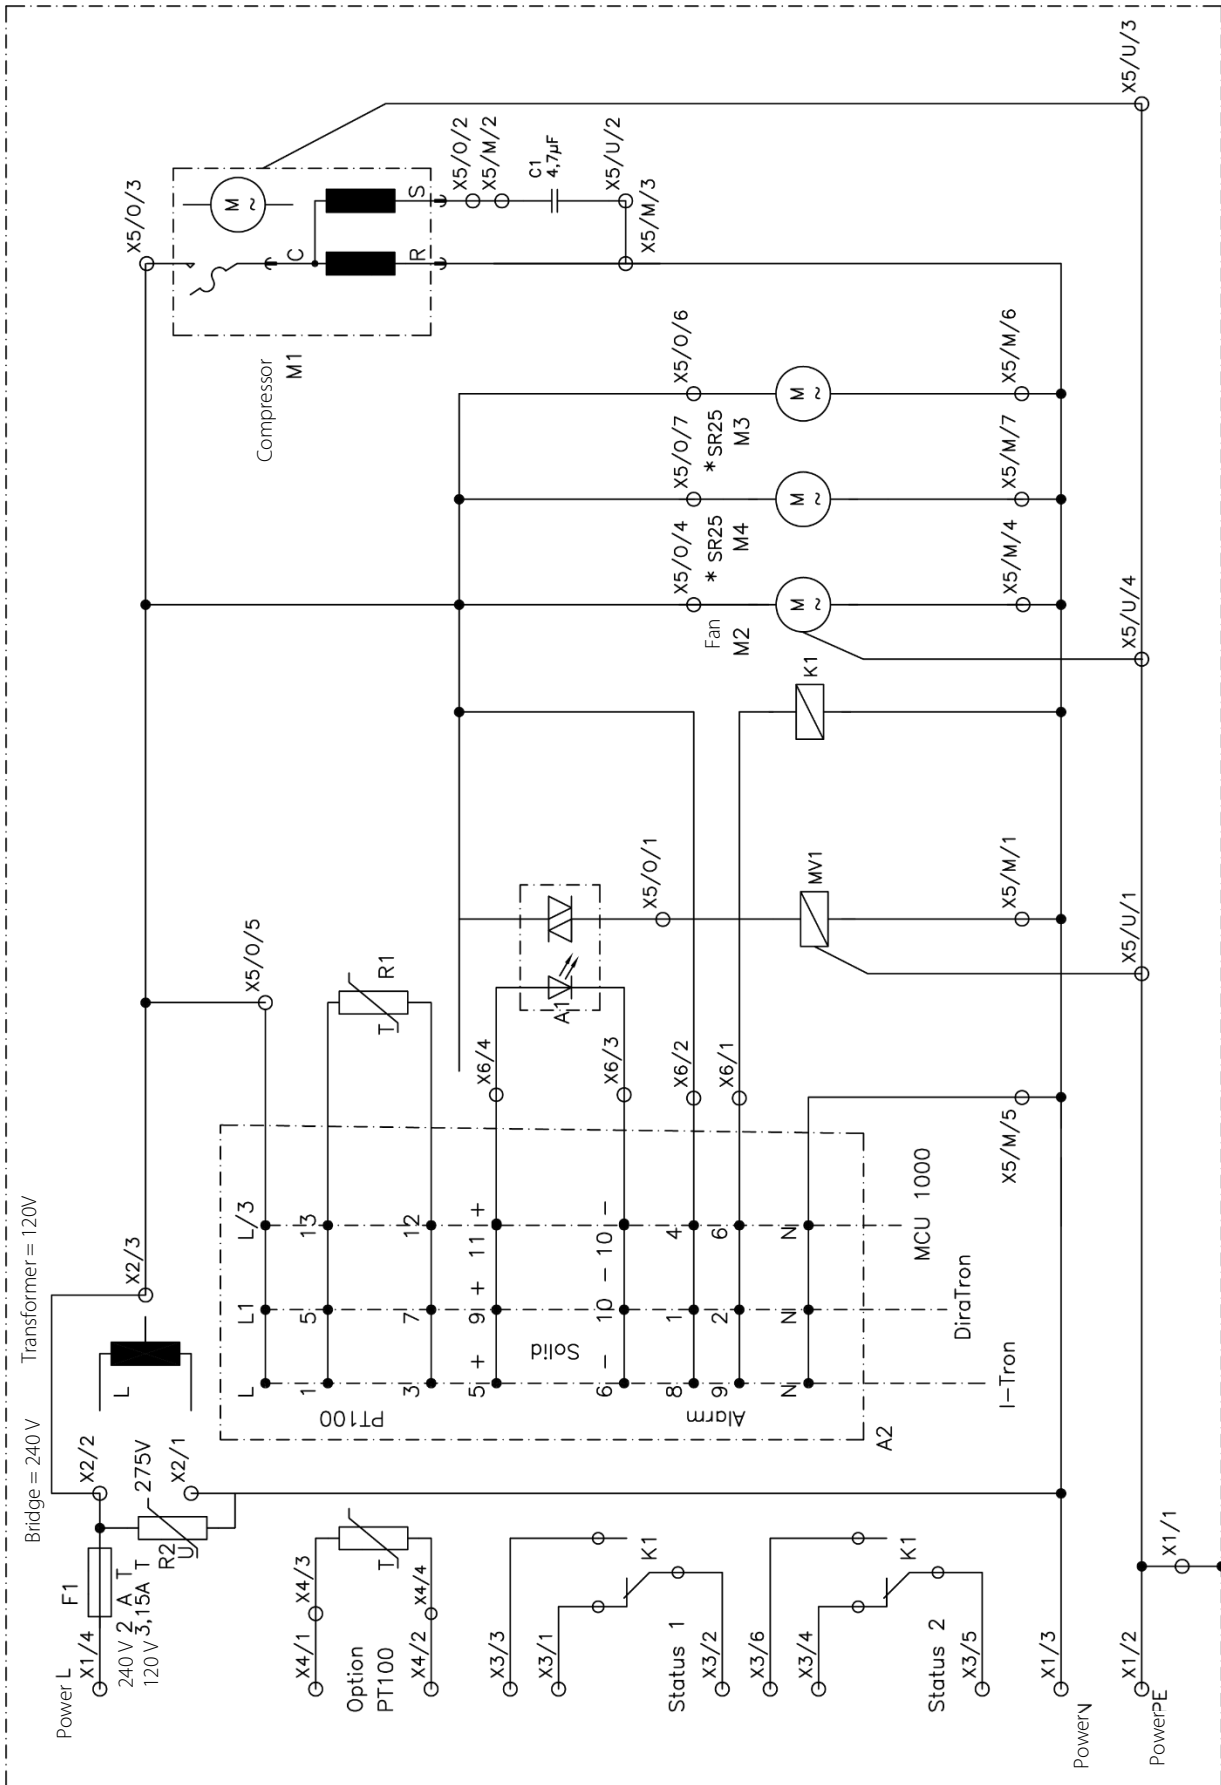 Power L
X1/4
F1
240 V 2 A T
120 V 3,15A T
R2
U
275V
X2/2
X2/1
Bridge = 240 V
Transformer = 120V
L
X2/3
X5/O/3
X5/O/5
Compressor
M1
M
~
C
R
S
X5/O/2
X5/M/2
C1
4,7µF
X5/U/2
X5/M/3
X5/U/3
X4/1
X4/3
Option
PT100
T
X4/2
X4/4
X3/3
X3/1
K1
Status 1
X3/2
X3/6
X3/4
K1
Status 2
X3/5
X1/3
PowerN
X1/2
PowerPE
X1/1
A2
L
L1
L/3
PT100
1
5
13
3
7
12
T
R1
5 +
9 +
11 +
Solid
6 -
10 -
10 -
X6/4
X6/3
A1
Alarm
8
1
4
X6/2
9
2
6
X6/1
N
N
N
I-Tron
DiraTron
MCU 1000
X5/M/5
X5/O/1
MV1
X5/M/1
X5/U/1
K1
Fan
M2
X5/O/4
M
~
X5/M/4
X5/U/4
* SR25
M4
X5/O/7
M
~
X5/M/7
* SR25
M3
X5/O/6
M
~
X5/M/6